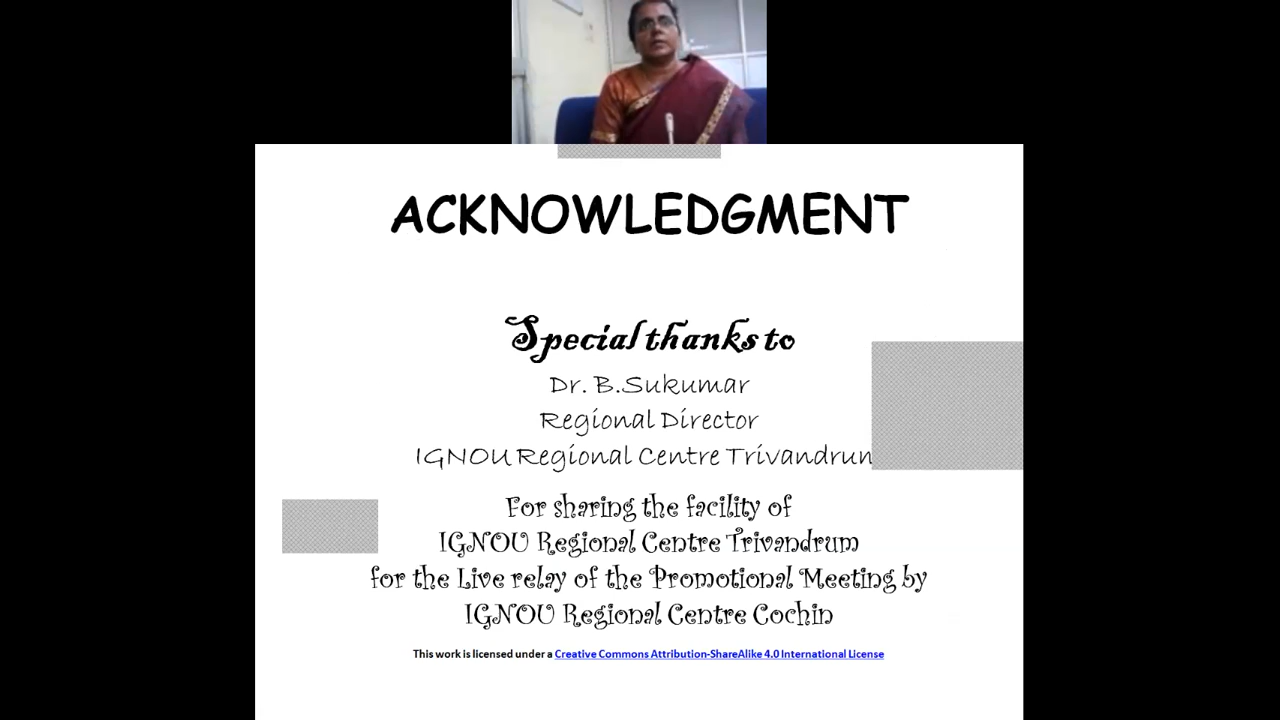 ACKNOWLEDGMENT
Special thanks to
Dr. B.Sukumar
Regional Director
IGNOU Regional Centre Trivandrum
For sharing the facility of
IGNOU Regional Centre Trivandrum
for the Live relay of the Promotional Meeting by
IGNOU Regional Centre Cochin
This work is licensed under a Creative Commons Attribution-ShareAlike 4.0 International License